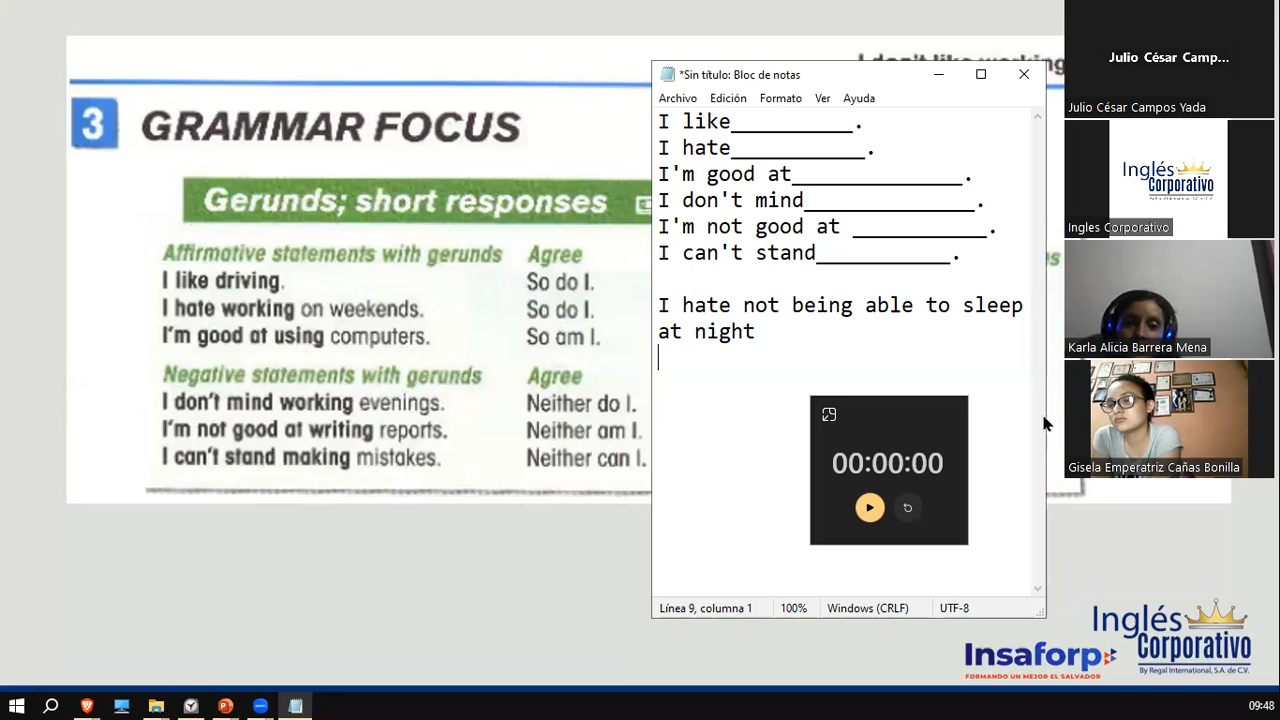 I don't like working
3 GRAMMAR FOCUS
Gerunds; short responses
Affirmative statements with gerunds Agree
I like driving. So do I.
I hate working on weekends. So do I.
I'm good at using computers. So am I.
Negative statements with gerunds Agree
I don't mind working evenings. Neither do I.
I'm not good at writing reports. Neither am I.
I can't stand making mistakes. Neither can I.
*Sin título: Bloc de notas
Archivo Edición Formato Ver Ayuda
I like__________.
I hate___________.
I'm good at______________.
I don't mind______________.
I'm not good at ___________.
I can't stand___________.
I hate not being able to sleep
at night
00:00:00
Línea 9, columna 1 100% Windows (CRLF) UTF-8
Julio César Camp...
Julio César Campos Yada
Inglés
Corporativo
Ingles Corporativo
Karla Alicia Barrera Mena
Gisela Emperatriz Cañas Bonilla
Insaforp
FORMANDO UN MEJOR EL SALVADOR
Inglés
Corporativo
By Regal International, S.A. de C.V.
09:48